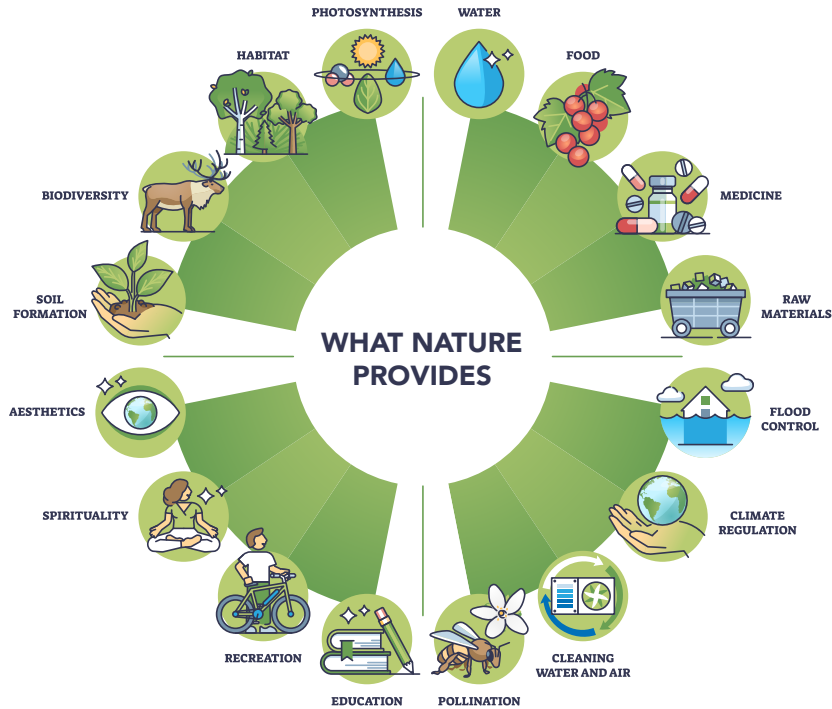 PHOTOSYNTHESIS
WATER
HABITAT
FOOD
BIODIVERSITY
MEDICINE
SOIL
FORMATION
RAW
MATERIALS
WHAT NATURE
PROVIDES
AESTHETICS
FLOOD
CONTROL
SPIRITUALITY
CLIMATE
REGULATION
RECREATION
CLEANING
WATER AND AIR
EDUCATION
POLLINATION